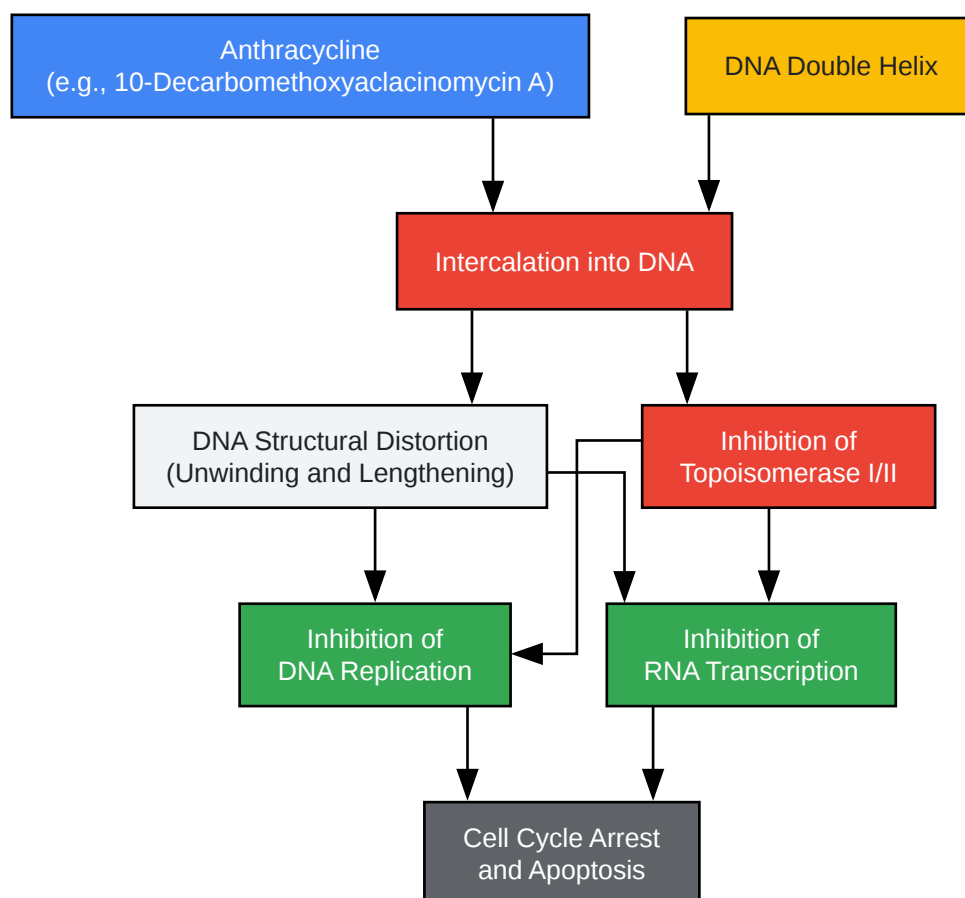 Anthracycline
(e.g., 10-Decarbomethoxyaclacinomycin A)
DNA Double Helix
Intercalation into DNA
DNA Structural Distortion
(Unwinding and Lengthening)
Inhibition of
Topoisomerase I/II
Inhibition of
DNA Replication
Inhibition of
RNA Transcription
Cell Cycle Arrest
and Apoptosis